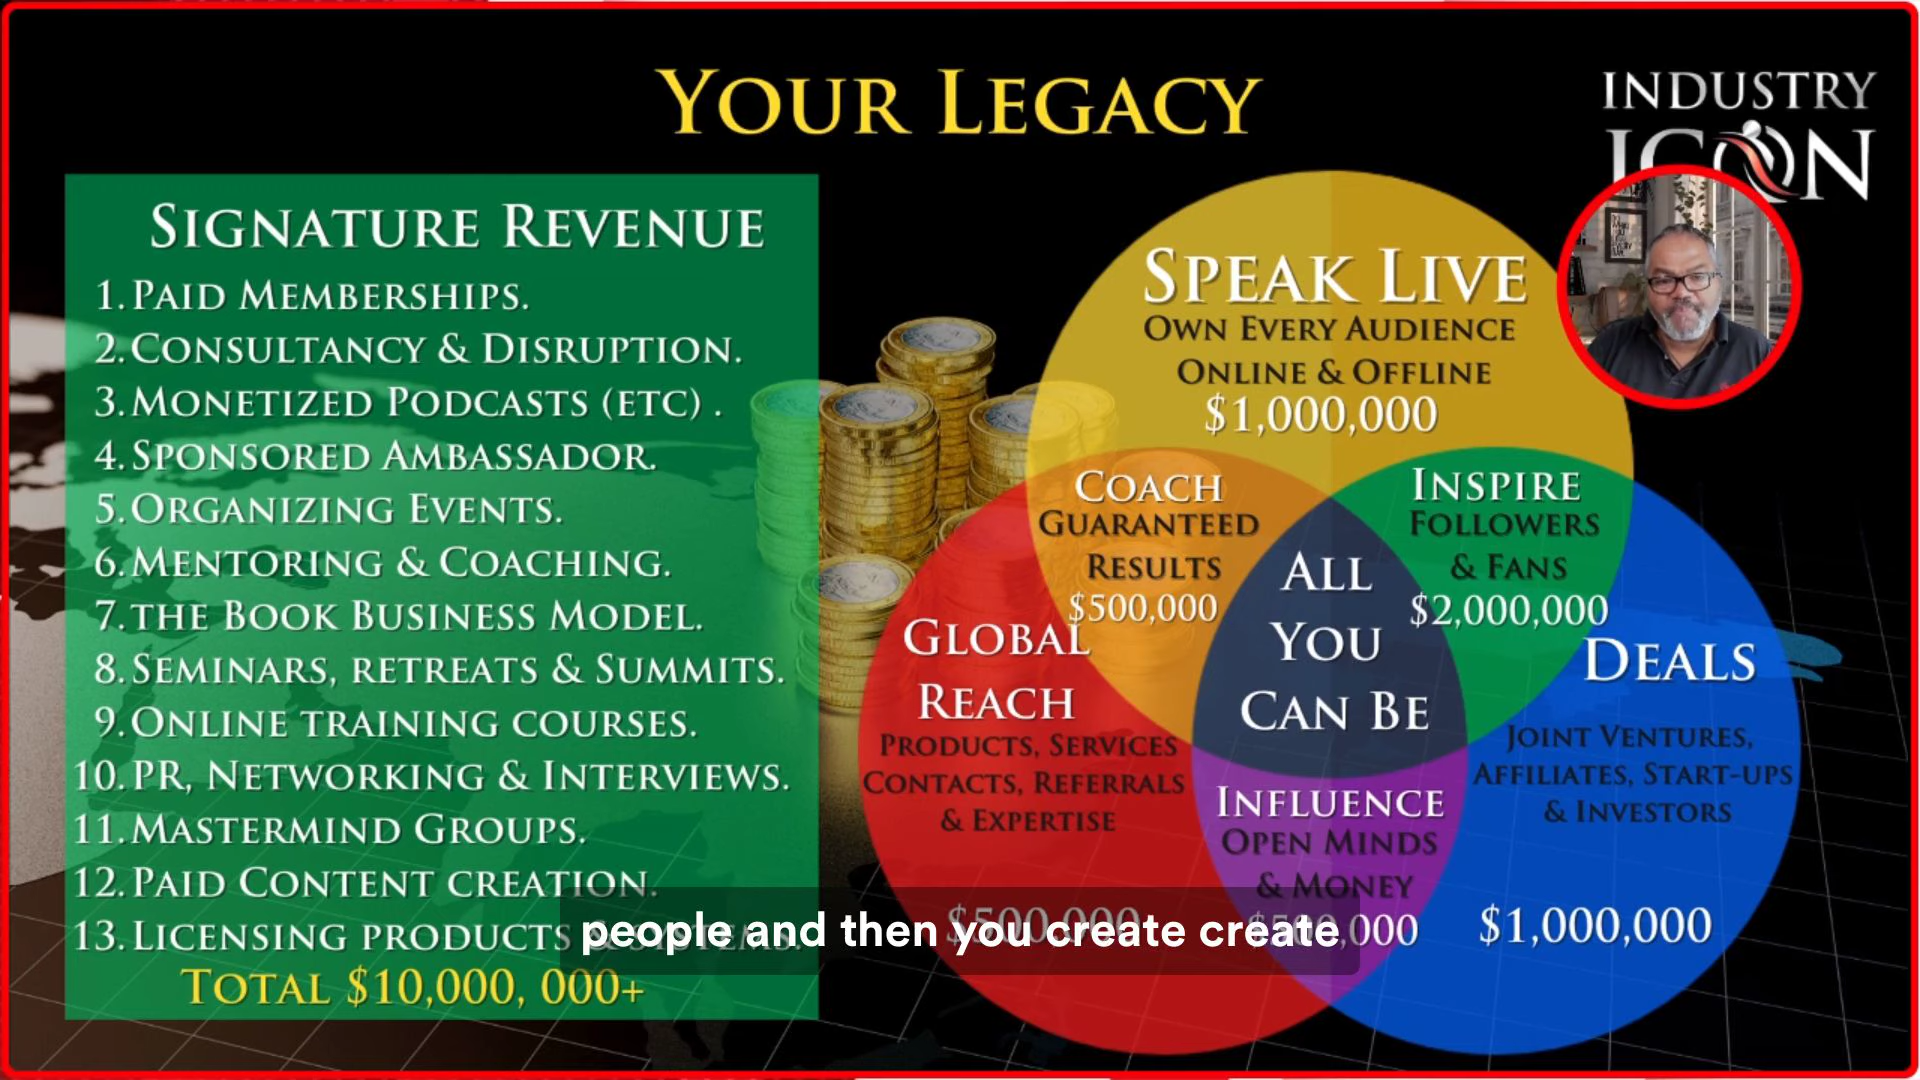 YOUR LEGACY
INDUSTRY
ICON
SIGNATURE REVENUE
1. PAID MEMBERSHIPS.
2. CONSULTANCY & DISRUPTION.
3. MONETIZED PODCASTS (ETC) .
4. SPONSORED AMBASSADOR.
5. ORGANIZING EVENTS.
6. MENTORING & COACHING.
7. THE BOOK BUSINESS MODEL.
8. SEMINARS, RETREATS & SUMMITS.
9. ONLINE TRAINING COURSES.
10. PR, NETWORKING & INTERVIEWS.
11. MASTERMIND GROUPS.
12. PAID CONTENT CREATION.
13. LICENSING PRODUCTS
TOTAL $10,000, 000+
SPEAK LIVE
OWN EVERY AUDIENCE
ONLINE & OFFLINE
$1,000,000
COACH
GUARANTEED
RESULTS
$500,000
INSPIRE
FOLLOWERS
& FANS
$2,000,000
ALL
YOU
CAN BE
GLOBAL
REACH
PRODUCTS, SERVICES
CONTACTS, REFERRALS
& EXPERTISE
$500,000
DEALS
JOINT VENTURES,
AFFILIATES, START-UPS
& INVESTORS
$1,000,000
INFLUENCE
OPEN MINDS
& MONEY
people and then you create create